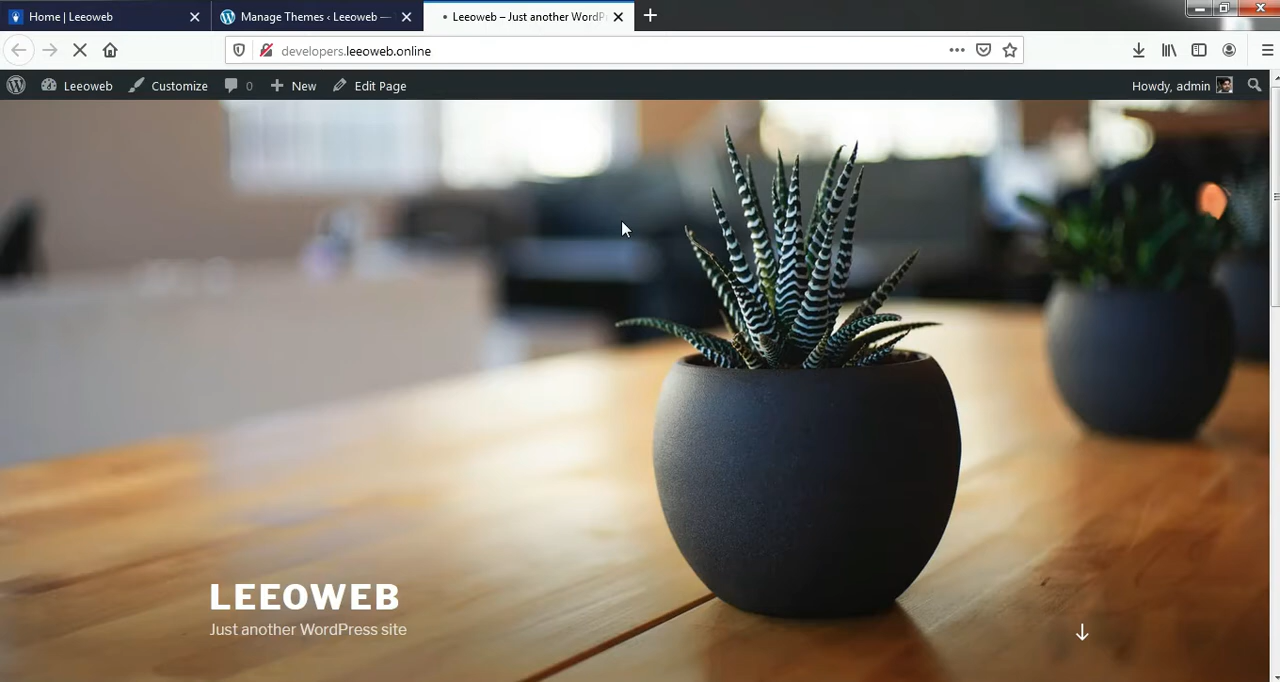 Home | Leeoweb
Manage Themes ‹ Leeoweb —
Leeoweb – Just another WordP
developers.leeoweb.online
Leeoweb Customize 0 New Edit Page Howdy, admin
LEEOWEB
Just another WordPress site